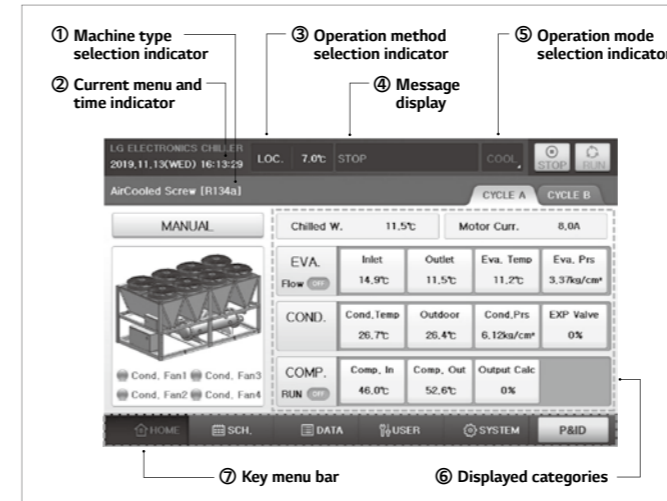 ① Machine type
selection indicator
③ Operation method
selection indicator
⑤ Operation mode
selection indicator
② Current menu and
time indicator
④ Message
display
LG ELECTRONICS CHILLER
2019,11,13(WED) 16:13:29
LOC. 7.0℃ STOP COOL STOP RUN
AirCooled Screw [R134a]
CYCLE A CYCLE B
MANUAL
Chilled W. 11,5℃ Motor Curr. 8,0A
EVA. Inlet Outlet Eva. Temp Eva. Prs
Flow OFF 14,9℃ 11,5℃ 11,2℃ 3,37kg/cm²
COND. Cond,Temp Outdoor Cond,Prs EXP Valve
26,7℃ 26,4℃ 6,12kg/cm² 0%
COMP. Comp, In Comp, Out Output Calc
RUN OFF 46,0℃ 52,6℃ 0%
Cond, Fan1 Cond, Fan3
Cond, Fan2 Cond, Fan4
HOME SCH. DATA USER SYSTEM P&ID
⑦ Key menu bar
⑥ Displayed categories